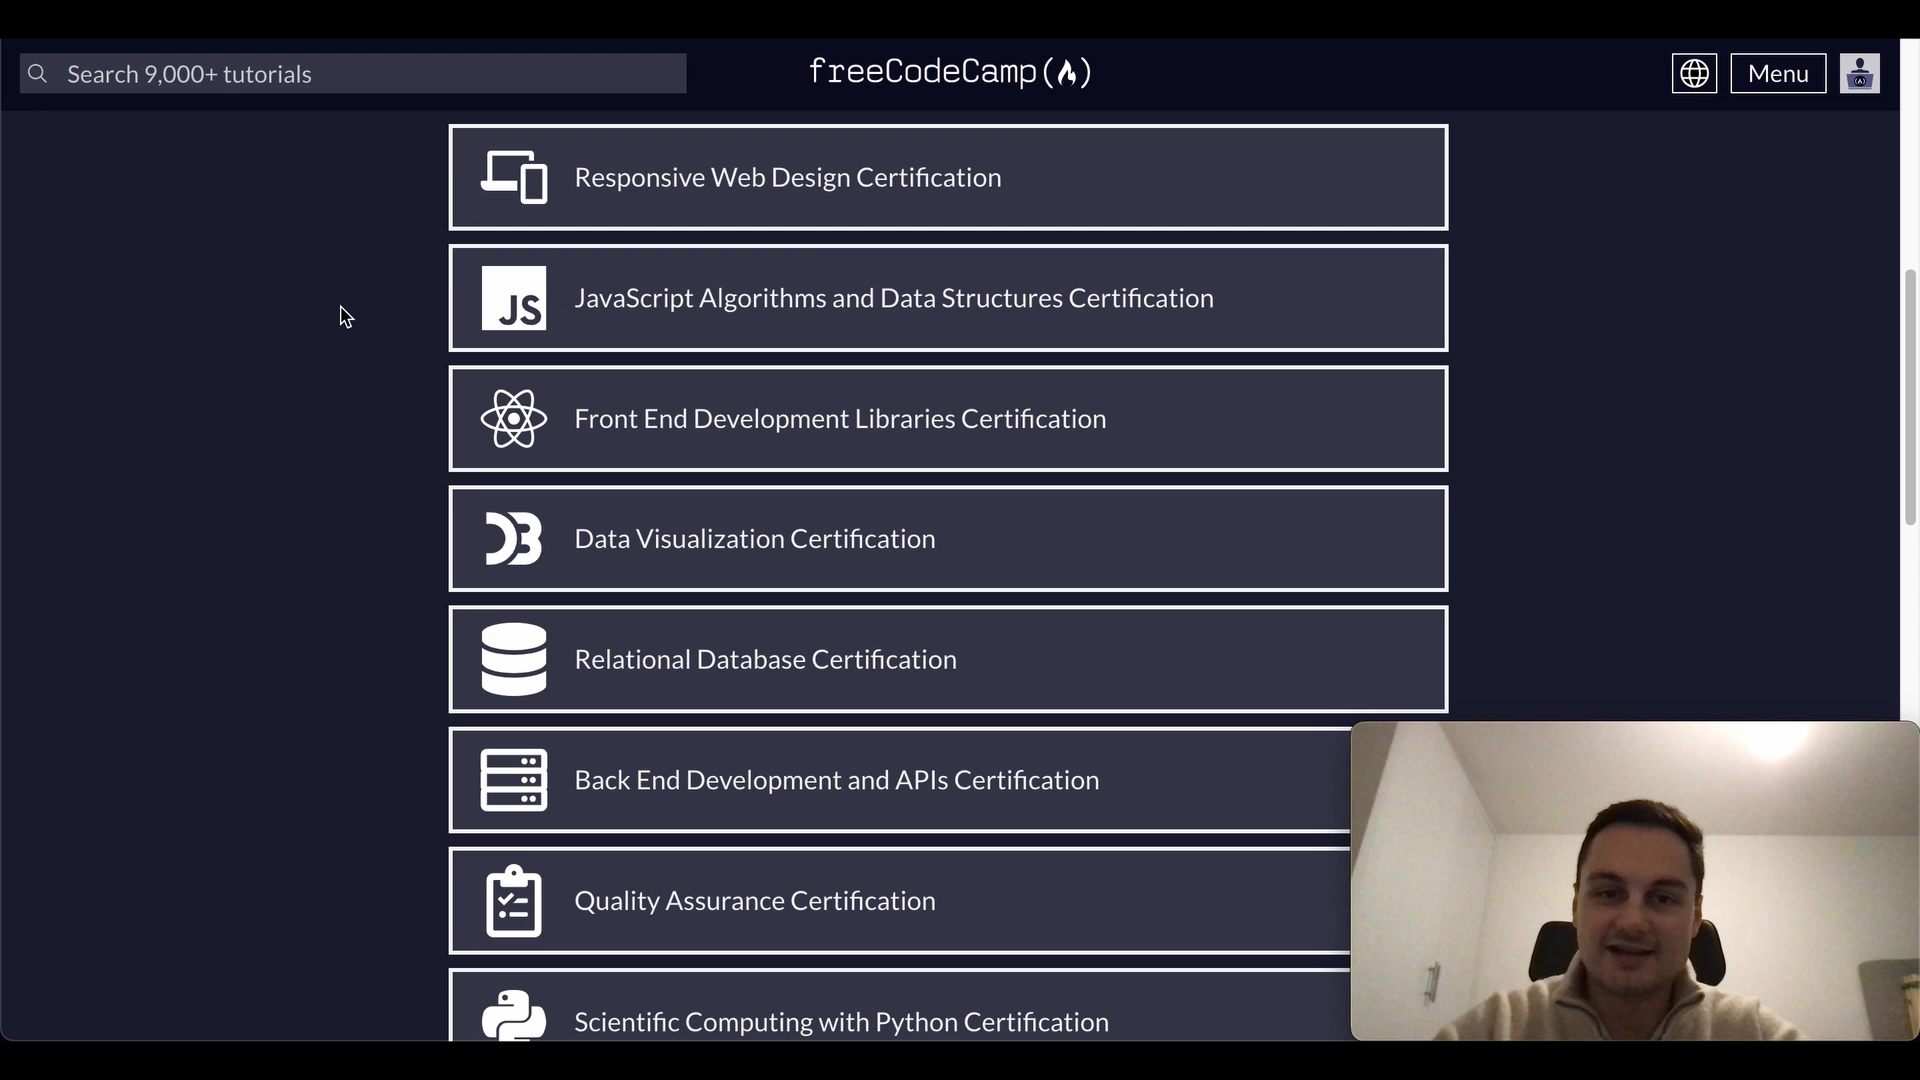 Search 9,000+ tutorials
freeCodeCamp(🔥)
Menu
Responsive Web Design Certification
JS
JavaScript Algorithms and Data Structures Certification
Front End Development Libraries Certification
Data Visualization Certification
Relational Database Certification
Back End Development and APIs Certification
Quality Assurance Certification
Scientific Computing with Python Certification